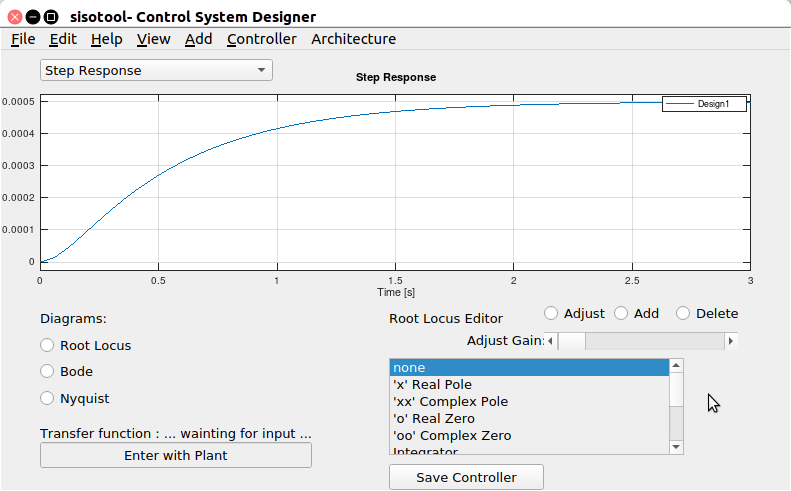 sisotool- Control System Designer
File Edit Help View Add Controller Architecture
Step Response
Step Response
Design1
0.0005
0.0004
0.0003
0.0002
0.0001
0
0 0.5 1 1.5 2 2.5 3
Time [s]
Diagrams:
Root Locus
Bode
Nyquist
Transfer function : ... wainting for input ...
Enter with Plant
Root Locus Editor
Adjust Add Delete
Adjust Gain:
none
'x' Real Pole
'xx' Complex Pole
'o' Real Zero
'oo' Complex Zero
Integrator
Save Controller